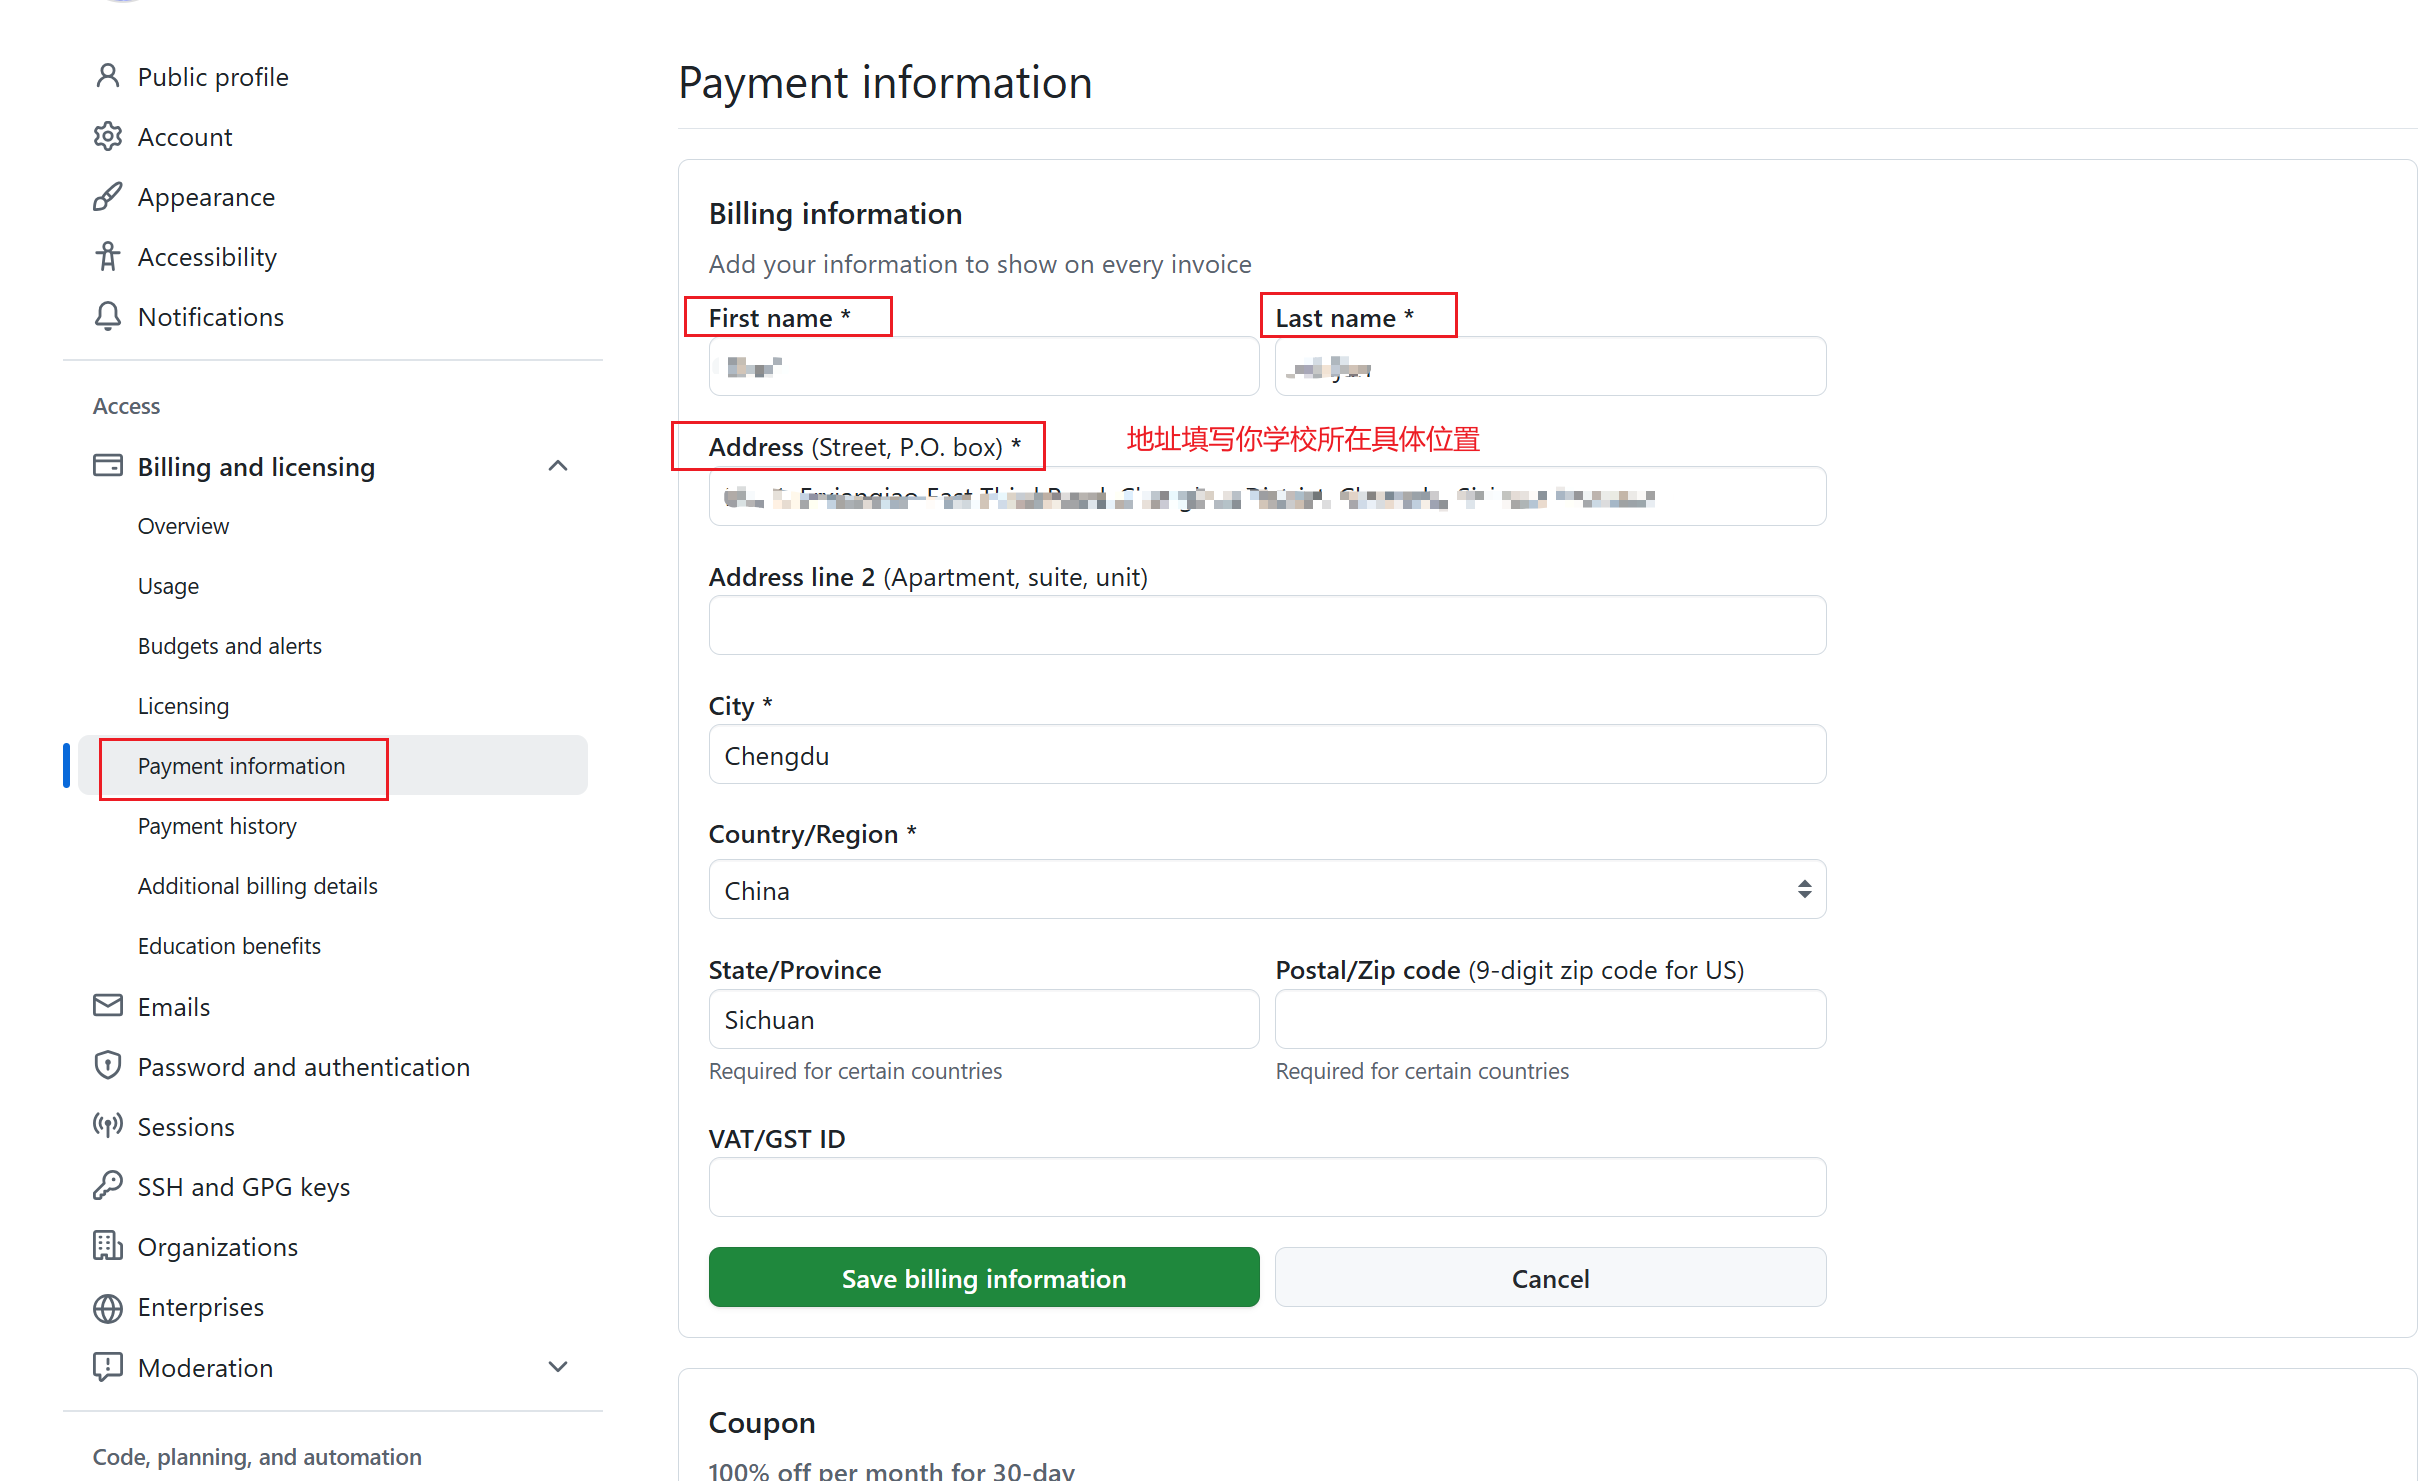 Public profile
Account
Appearance
Accessibility
Notifications
Access
Billing and licensing
Overview
Usage
Budgets and alerts
Licensing
Payment information
Payment history
Additional billing details
Education benefits
Emails
Password and authentication
Sessions
SSH and GPG keys
Organizations
Enterprises
Moderation
Code, planning, and automation
Payment information
Billing information
Add your information to show on every invoice
First name *
Last name *
Address (Street, P.O. box) *
地址填写你学校所在具体位置
Address line 2 (Apartment, suite, unit)
City *
Chengdu
Country/Region *
China
State/Province
Postal/Zip code (9-digit zip code for US)
Sichuan
Required for certain countries
Required for certain countries
VAT/GST ID
Save billing information
Cancel
Coupon
100% off per month for 30-day